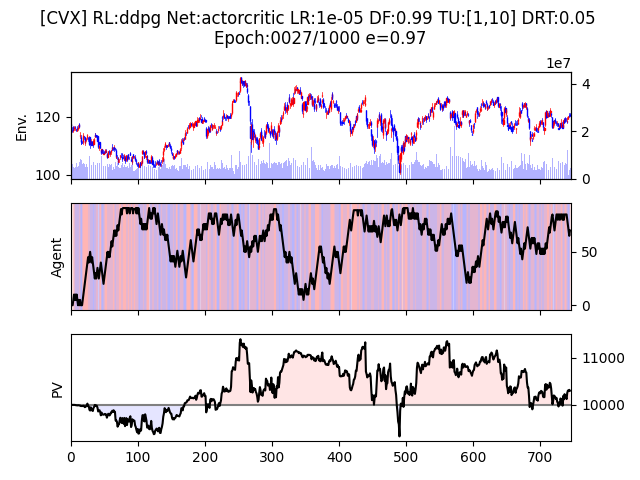 [CVX] RL:ddpg Net:actorcritic LR:1e-05 DF:0.99 TU:[1,10] DRT:0.05
Epoch:0027/1000 e=0.97
1e7
Env.
120
100
4
2
0
Agent
50
0
PV
11000
10000
0 100 200 300 400 500 600 700